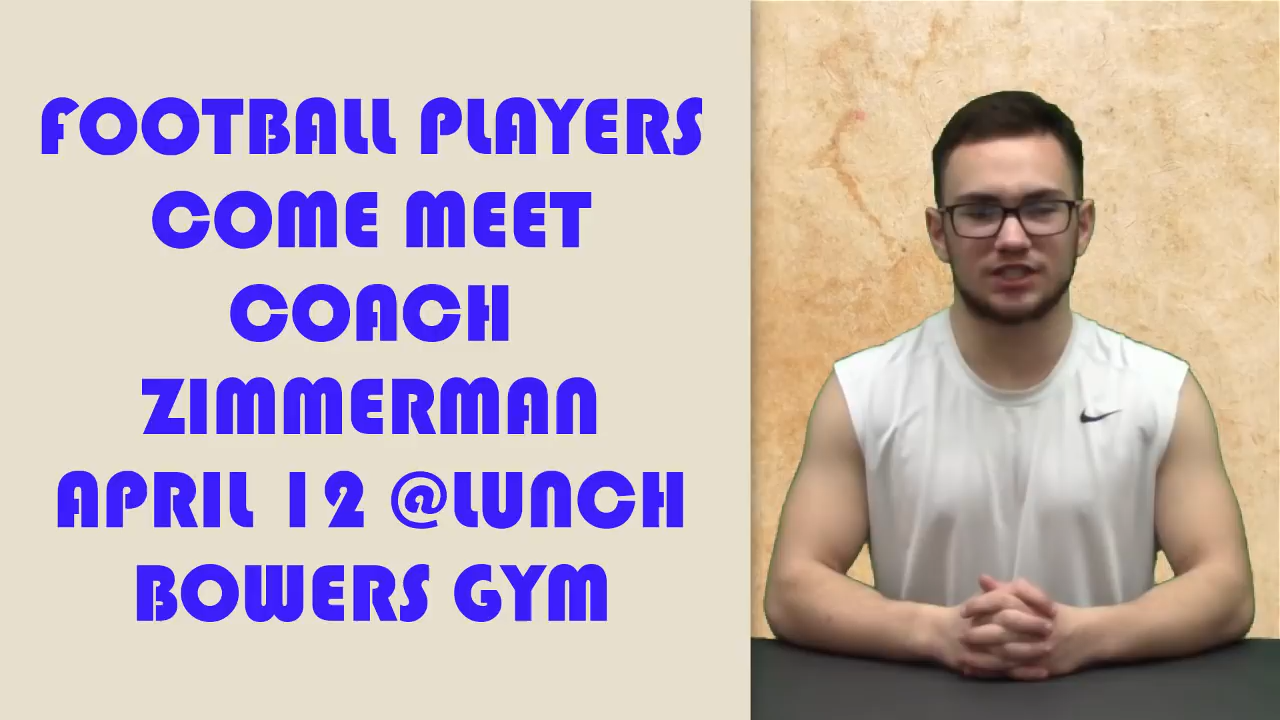 FOOTBALL PLAYERS
COME MEET
COACH
ZIMMERMAN
APRIL 12 @LUNCH
BOWERS GYM